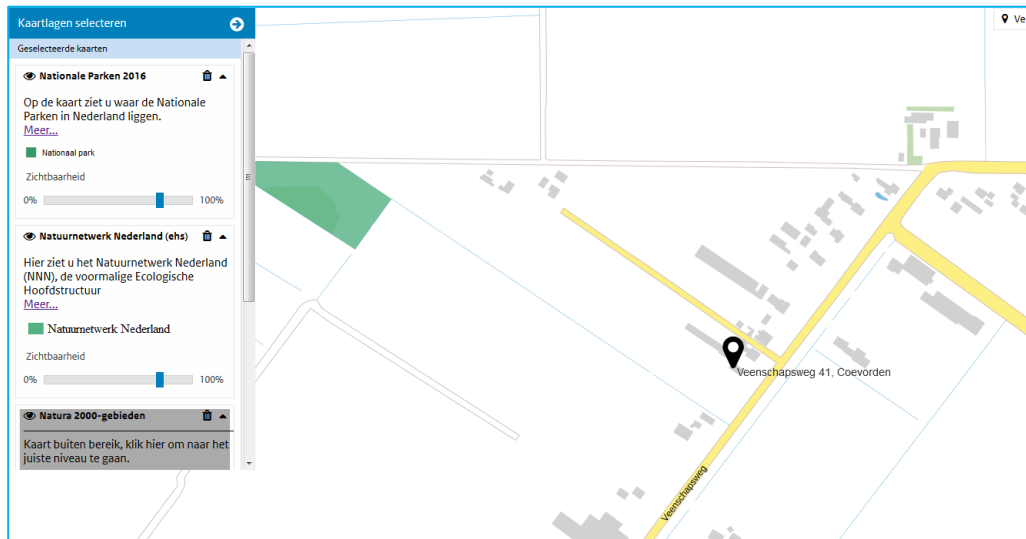 Kaartlagen selecteren
Geselecteerde kaarten
Nationale Parken 2016
Op de kaart ziet u waar de Nationale
Parken in Nederland liggen.
Meer...
Nationaal park
Zichtbaarheid
0% 100%
Natuurnetwerk Nederland (ehs)
Hier ziet u het Natuurnetwerk Nederland
(NNN), de voormalige Ecologische
Hoofdstructuur
Meer...
Natuurnetwerk Nederland
Zichtbaarheid
0% 100%
Natura 2000-gebieden
Kaart buiten bereik, klik hier om naar het
juiste niveau te gaan.
Ve
Veenschapsweg 41, Coevorden
Veenschapsweg